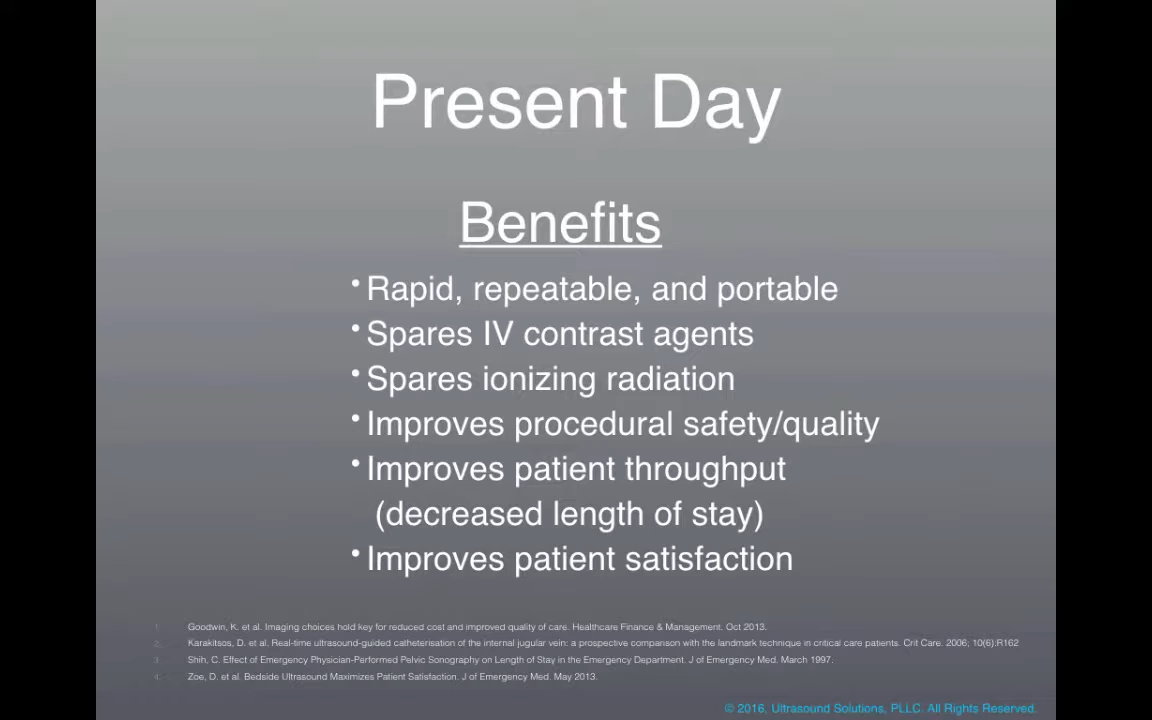 Present Day
Benefits
• Rapid, repeatable, and portable
• Spares IV contrast agents
• Spares ionizing radiation
• Improves procedural safety/quality
• Improves patient throughput
(decreased length of stay)
• Improves patient satisfaction
1. Goodwin, K. et al. Imaging choices hold key for reduced cost and improved quality of care. Healthcare Finance & Management. Oct 2013.
2. Karakitsos, D. et al. Real-time ultrasound-guided catheterisation of the internal jugular vein: a prospective comparison with the landmark technique in critical care patients. Crit Care. 2006; 10(6):R162
3. Shih, C. Effect of Emergency Physician-Performed Pelvic Sonography on Length of Stay in the Emergency Department. J of Emergency Med. March 1997.
4. Zoe, D. et al. Bedside Ultrasound Maximizes Patient Satisfaction. J of Emergency Med. May 2013.
© 2016, Ultrasound Solutions, PLLC. All Rights Reserved.